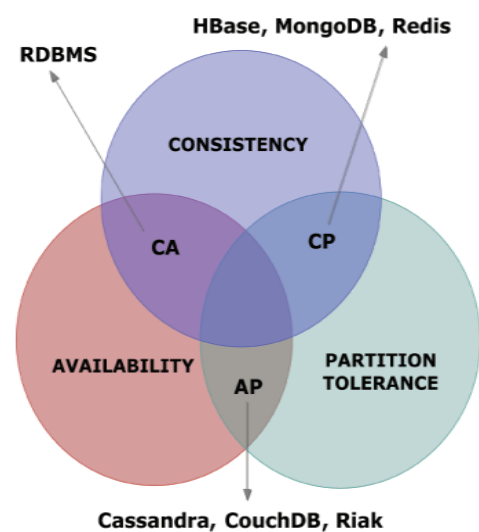 HBase, MongoDB, Redis
RDBMS
CONSISTENCY
CA
CP
AVAILABILITY
PARTITION
TOLERANCE
AP
Cassandra, CouchDB, Riak